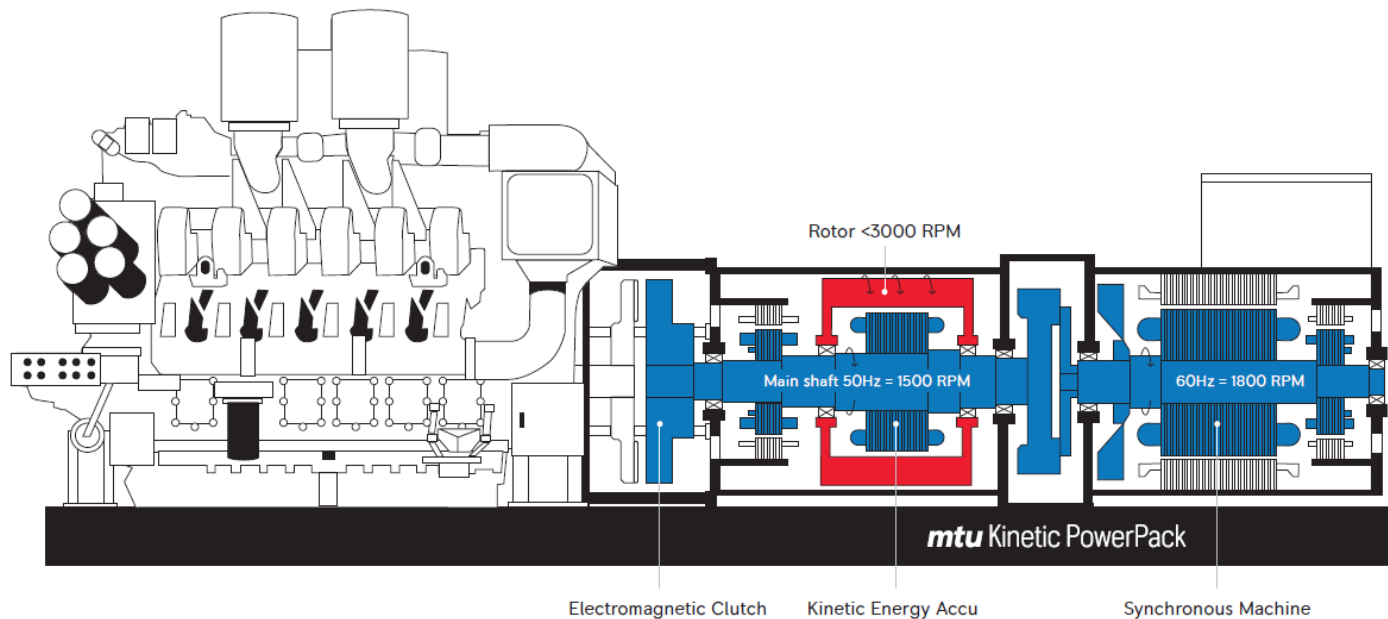 Rotor <3000 RPM
Main shaft 50Hz = 1500 RPM
60Hz = 1800 RPM
mtu Kinetic PowerPack
Electromagnetic Clutch
Kinetic Energy Accu
Synchronous Machine